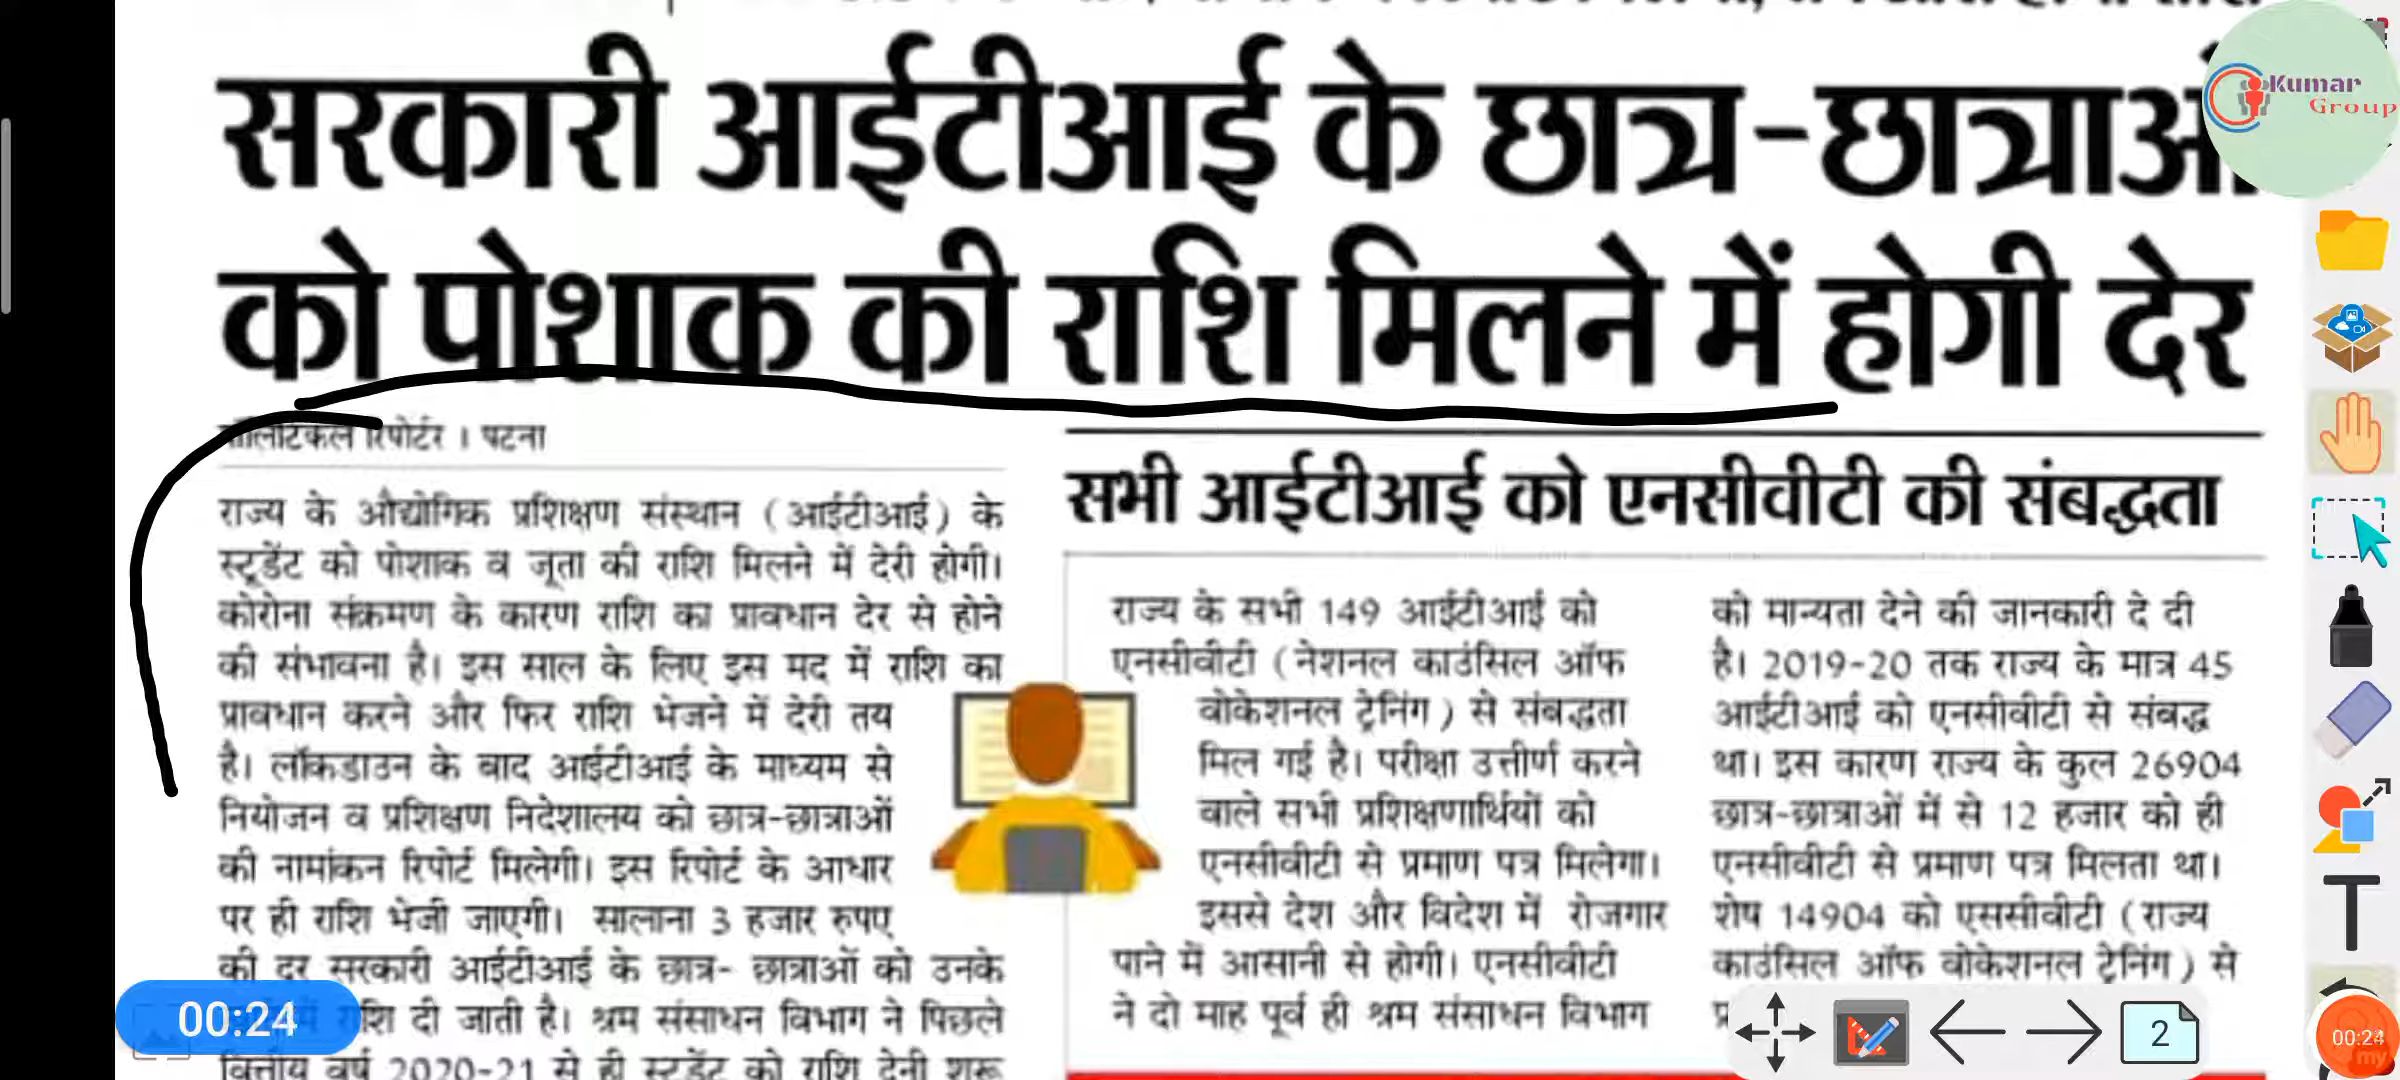 सरकारी आईटीआई के छात्र-छात्राओं
को पोशाक की राशि मिलने में होगी देर
Kumar
Group
रिपोर्टर । पटना
राज्य के औद्योगिक प्रशिक्षण संस्थान (आईटीआई) के
स्टूडेंट को पोशाक व जूता की राशि मिलने में देरी होगी।
कोरोना संक्रमण के कारण राशि का प्रावधान देर से होने
की संभावना है। इस साल के लिए इस मद में राशि का
प्रावधान करने और फिर राशि भेजने में देरी तय
है। लॉकडाउन के बाद आईटीआई के माध्यम से
नियोजन व प्रशिक्षण निदेशालय को छात्र-छात्राओं
की नामांकन रिपोर्ट मिलेगी। इस रिपोर्ट के आधार
पर ही राशि भेजी जाएगी। सालाना 3 हजार रुपए
की दर सरकारी आईटीआई के छात्र- छात्राओं को उनके
में राशि दी जाती है। श्रम संसाधन विभाग ने पिछले
वित्तीय वर्ष 2020-21 से ही स्टूडेंट को राशि देनी शुरू
सभी आईटीआई को एनसीवीटी की संबद्धता
राज्य के सभी 149 आईटीआई को
एनसीवीटी (नेशनल काउंसिल ऑफ
वोकेशनल ट्रेनिंग) से संबद्धता
मिल गई है। परीक्षा उत्तीर्ण करने
वाले सभी प्रशिक्षणार्थियों को
एनसीवीटी से प्रमाण पत्र मिलेगा।
इससे देश और विदेश में रोजगार
पाने में आसानी से होगी। एनसीवीटी
ने दो माह पूर्व ही श्रम संसाधन विभाग
को मान्यता देने की जानकारी दे दी
है। 2019-20 तक राज्य के मात्र 45
आईटीआई को एनसीवीटी से संबद्ध
था। इस कारण राज्य के कुल 26904
छात्र-छात्राओं में से 12 हजार को ही
एनसीवीटी से प्रमाण पत्र मिलता था।
शेष 14904 को एससीवीटी (राज्य
काउंसिल ऑफ वोकेशनल ट्रेनिंग) से
00:24
2
00:24